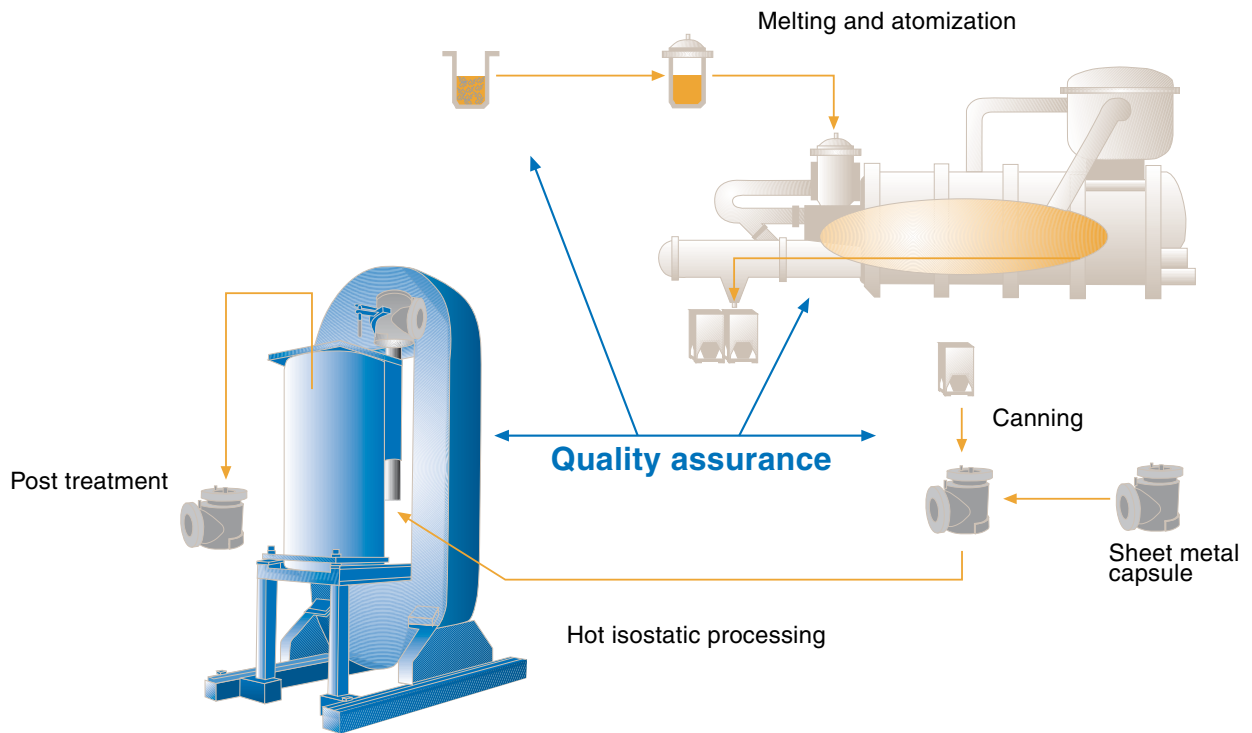 Melting and atomization
Canning
Quality assurance
Post treatment
Sheet metal
capsule
Hot isostatic processing